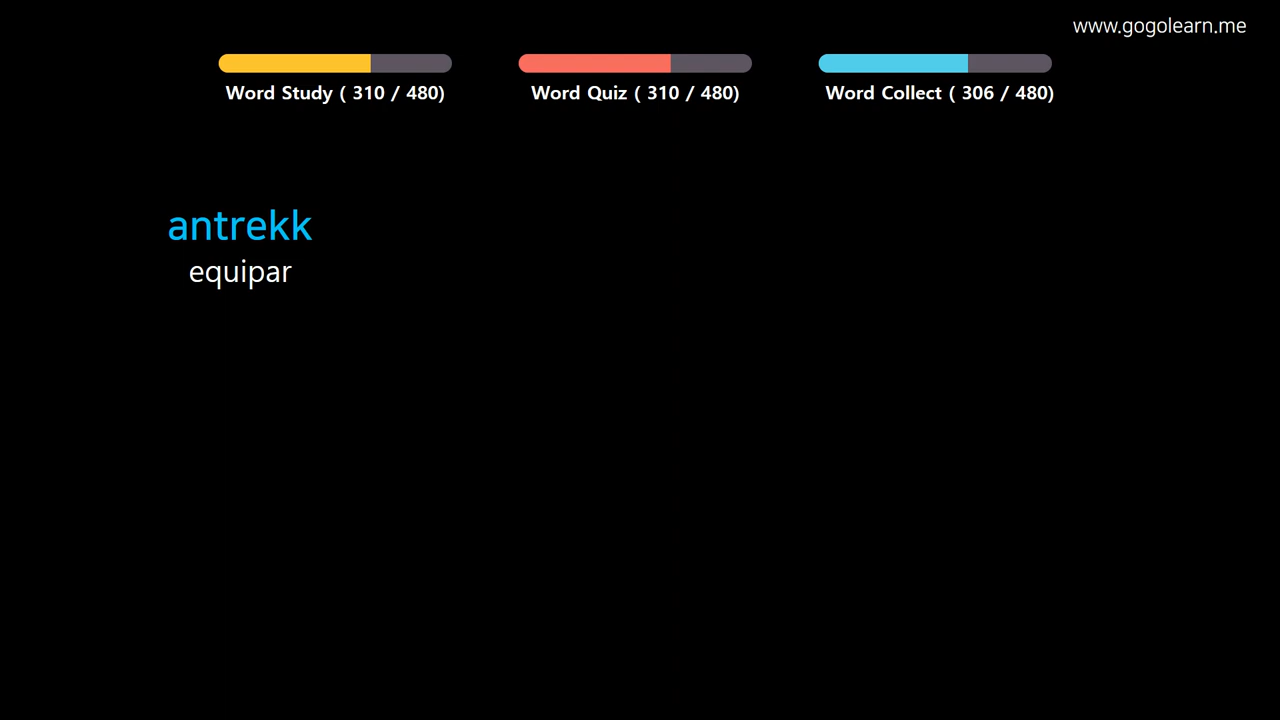 www.gogolearn.me
Word Study ( 310 / 480)
Word Quiz ( 310 / 480)
Word Collect ( 306 / 480)
antrekk
equipar